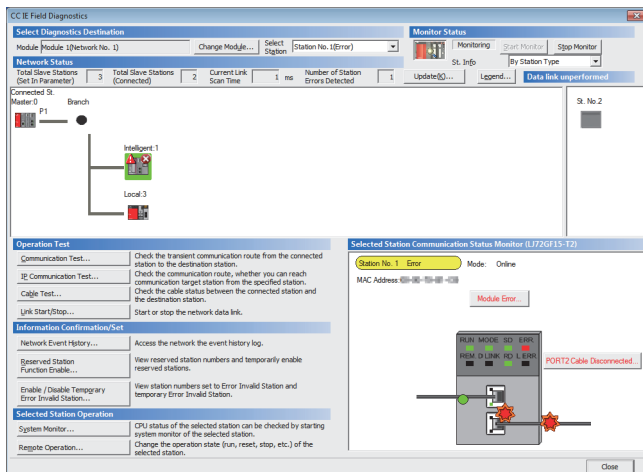 CC IE Field Diagnostics
Select Diagnostics Destination
Monitor Status
Module Module 1(Network No. 1)
Change Module...
Select Station
Station No.1(Error)
Monitoring
Start Monitor
Stop Monitor
St. Info
By Station Type
Network Status
Total Slave Stations (Set In Parameter)
3
Total Slave Stations (Connected)
2
Current Link Scan Time
1 ms
Number of Station Errors Detected
1
Update(K)...
Legend...
Data link unperformed
Connected St.
Master:0
Branch
P1
St. No.2
Intelligent:1
Local:3
Operation Test
Communication Test...
Check the transient communication route from the connected
station to the destination station.
IP Communication Test...
Check the communication route, whether you can reach
communication target station from the specified station.
Cable Test...
Check the cable status between the connected station and
the destination station.
Link Start/Stop...
Start or stop the network data link.
Information Confirmation/Set
Network Event History...
Access the network the event history log.
Reserved Station
Function Enable...
View reserved station numbers and temporarily enable
reserved stations.
Enable / Disable Temporary
Error Invalid Station...
View station numbers set to Error Invalid Station and
temporary Error Invalid Station.
Selected Station Operation
System Monitor...
CPU status of the selected station can be checked by starting
system monitor of the selected station.
Remote Operation...
Change the operation state (run, reset, stop, etc.) of the
selected station.
Selected Station Communication Status Monitor (LJ72GF15-T2)
Station No. 1 Error
Mode: Online
MAC Address:
Module Error...
RUN MODE SD ERR.
REM. D LINK RD L ERR.
PORT2 Cable Disconnected...
Close